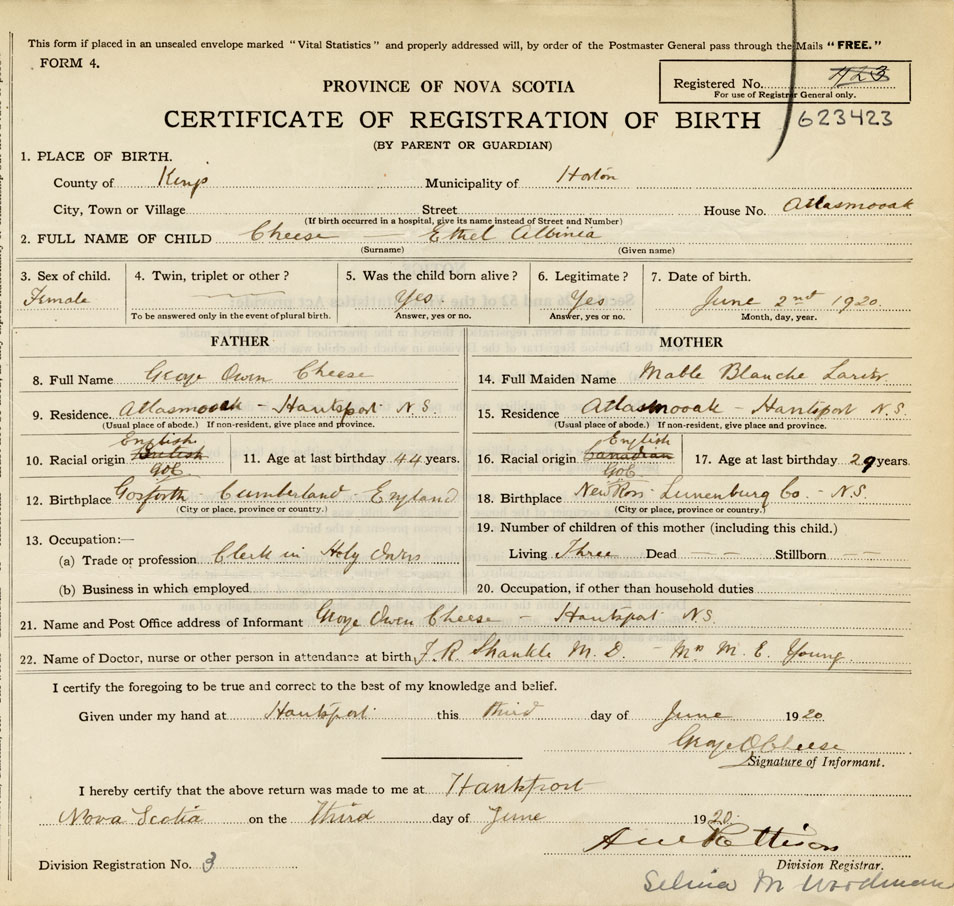 This form if placed in an unsealed envelope marked "Vital Statistics" and properly addressed will, by order of the Postmaster General pass through the Mails "FREE."
FORM 4.
PROVINCE OF NOVA SCOTIA
Registered No. 423
For use of Registrar General only.
CERTIFICATE OF REGISTRATION OF BIRTH 623423
(BY PARENT OR GUARDIAN)
1. PLACE OF BIRTH.
County of Kings Municipality of Horton
City, Town or Village Street House No. Atlasmooak
(If birth occurred in a hospital, give its name instead of Street and Number)
2. FULL NAME OF CHILD Cheese — Ethel Albinia
(Surname) (Given name)
3. Sex of child. 4. Twin, triplet or other? 5. Was the child born alive? 6. Legitimate? 7. Date of birth.
Female Yes. Yes June 2nd 1920.
To be answered only in the event of plural birth. Answer, yes or no. Answer, yes or no. Month, day, year.
FATHER MOTHER
8. Full Name George Owen Cheese 14. Full Maiden Name Mable Blanche
9. Residence. Atlasmooak - Hantsport N.S. 15. Residence Atlasmooak - Hantsport N.S.
(Usual place of abode.) If non-resident, give place and province. (Usual place of abode.) If non-resident, give place and province.
English English
10. Racial origin British 11. Age at last birthday 44 years. 16. Racial origin Canadian 17. Age at last birthday 29 years.
12. Birthplace Gosforth - Cumberland - England 18. Birthplace New Ross - Lunenburg Co. - N.S.
(City or place, province or country.) (City or place, province or country.)
13. Occupation:— 19. Number of children of this mother (including this child.)
(a) Trade or profession Clerk in Holy Orders Living Three Dead — — Stillborn — —
(b) Business in which employed 20. Occupation, if other than household duties
21. Name and Post Office address of Informant George Owen Cheese - Hantsport N.S.
22. Name of Doctor, nurse or other person in attendance at birth F. R. Shankle M.D. - Mrs M. E. Young
I certify the foregoing to be true and correct to the best of my knowledge and belief.
Given under my hand at Hantsport this third day of June 1920
George O Cheese
Signature of Informant.
I hereby certify that the above return was made to me at Hantsport
Nova Scotia on the third day of June 1920.
Division Registration No. 3 Division Registrar.
Selina M Woodman